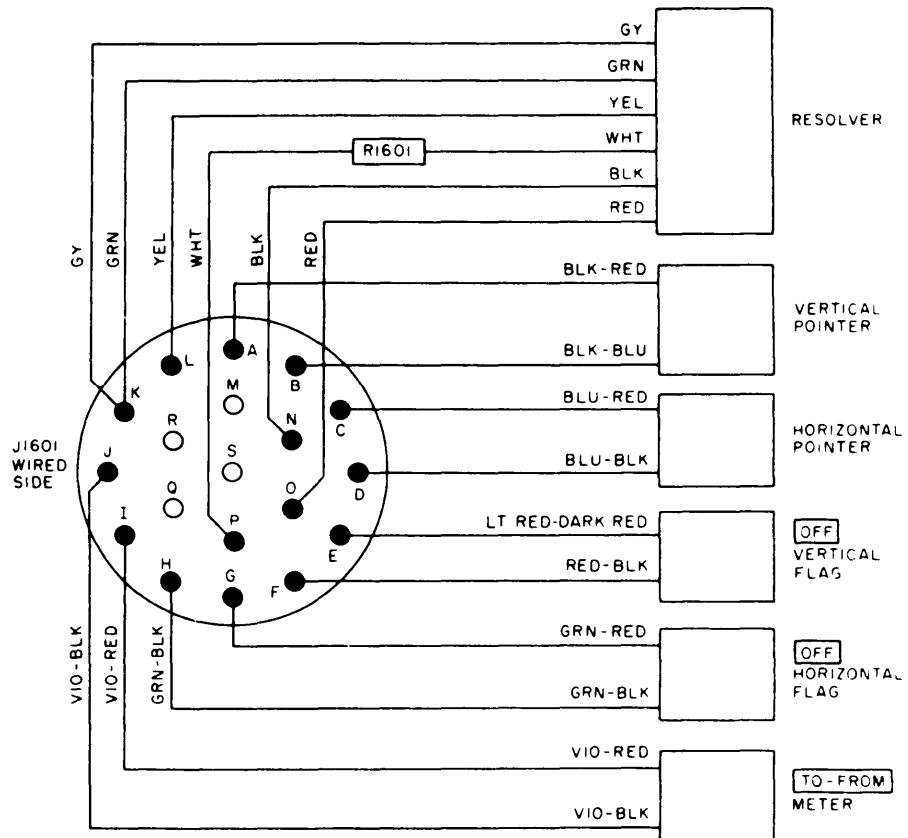 GY
GRN
YEL
WHT
R1601
BLK
RED
RESOLVER
GY
GRN
YEL
WHT
BLK
RED
BLK-RED
BLK-BLU
VERTICAL
POINTER
BLU-RED
BLU-BLK
HORIZONTAL
POINTER
LT RED-DARK RED
RED-BLK
OFF
VERTICAL
FLAG
GRN-RED
GRN-BLK
OFF
HORIZONTAL
FLAG
VIO-RED
VIO-BLK
TO-FROM
METER
J1601
WIRED
SIDE
A
B
C
D
E
F
G
H
I
J
K
L
M
N
O
P
Q
R
S
VIO-BLK
VIO-RED
GRN-BLK